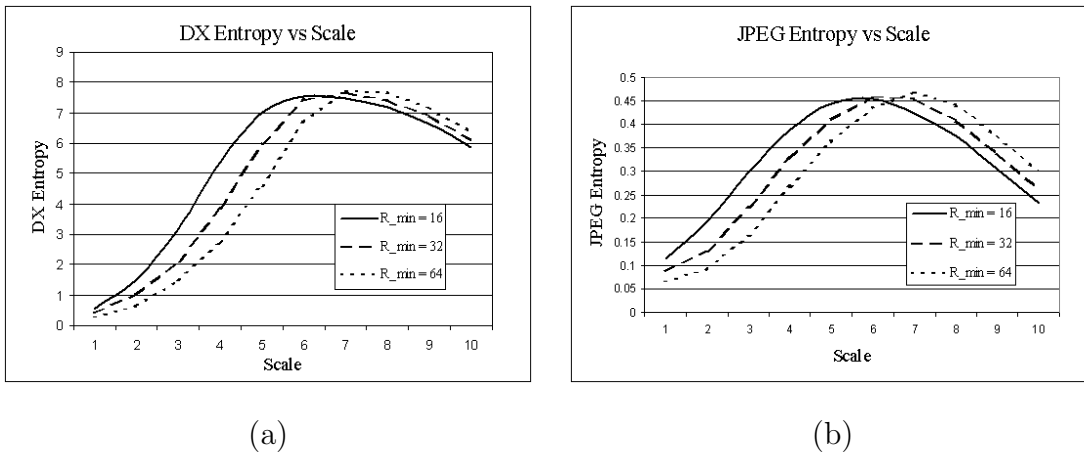 DX Entropy vs Scale
9
8
7
6
5
4
3
2
1
0
DX Entropy
1 2 3 4 5 6 7 8 9 10
Scale
R_min = 16
R_min = 32
R_min = 64
(a)
JPEG Entropy vs Scale
0.5
0.45
0.4
0.35
0.3
0.25
0.2
0.15
0.1
0.05
0
JPEG Entropy
1 2 3 4 5 6 7 8 9 10
Scale
R_min = 16
R_min = 32
R_min = 64
(b)